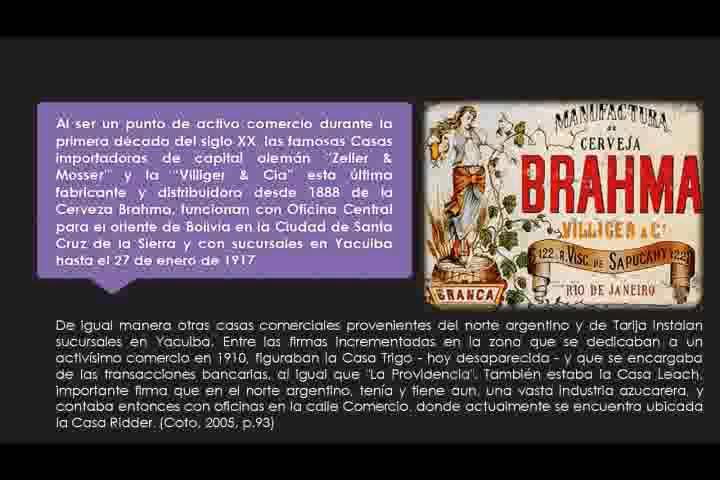 Al ser un punto de activo comercio durante la
primera década del siglo XX, las famosas Casas
importadoras de capital alemán "Zeller &
Mosser" y la "Villiger & Cia" esta última
fabricante y distribuidora desde 1888 de la
Cerveza Brahma, funcionan con Oficina Central
para el oriente de Bolivia en la Ciudad de Santa
Cruz de la Sierra y con sucursales en Yacuiba
hasta el 27 de enero de 1917
MANUFACTURA
de
CERVEJA
BRAHMA
VILLIGER & Cª
122 R. VISC. DE SAPUCAHY 122
RIO DE JANEIRO
BRANCA
De igual manera otras casas comerciales provenientes del norte argentino y de Tarija instalan
sucursales en Yacuiba. Entre las firmas incrementadas en la zona que se dedicaban a un
activísimo comercio en 1910, figuraban la Casa Trigo - hoy desaparecida - y que se encargaba
de las transacciones bancarias, al igual que "La Providencia". También estaba la Casa Leach,
importante firma que en el norte argentino, tenía y tiene aun, una vasta industria azucarera, y
contaba entonces con oficinas en la calle Comercio, donde actualmente se encuentra ubicada
la Casa Ridder. (Coto, 2005, p.93)